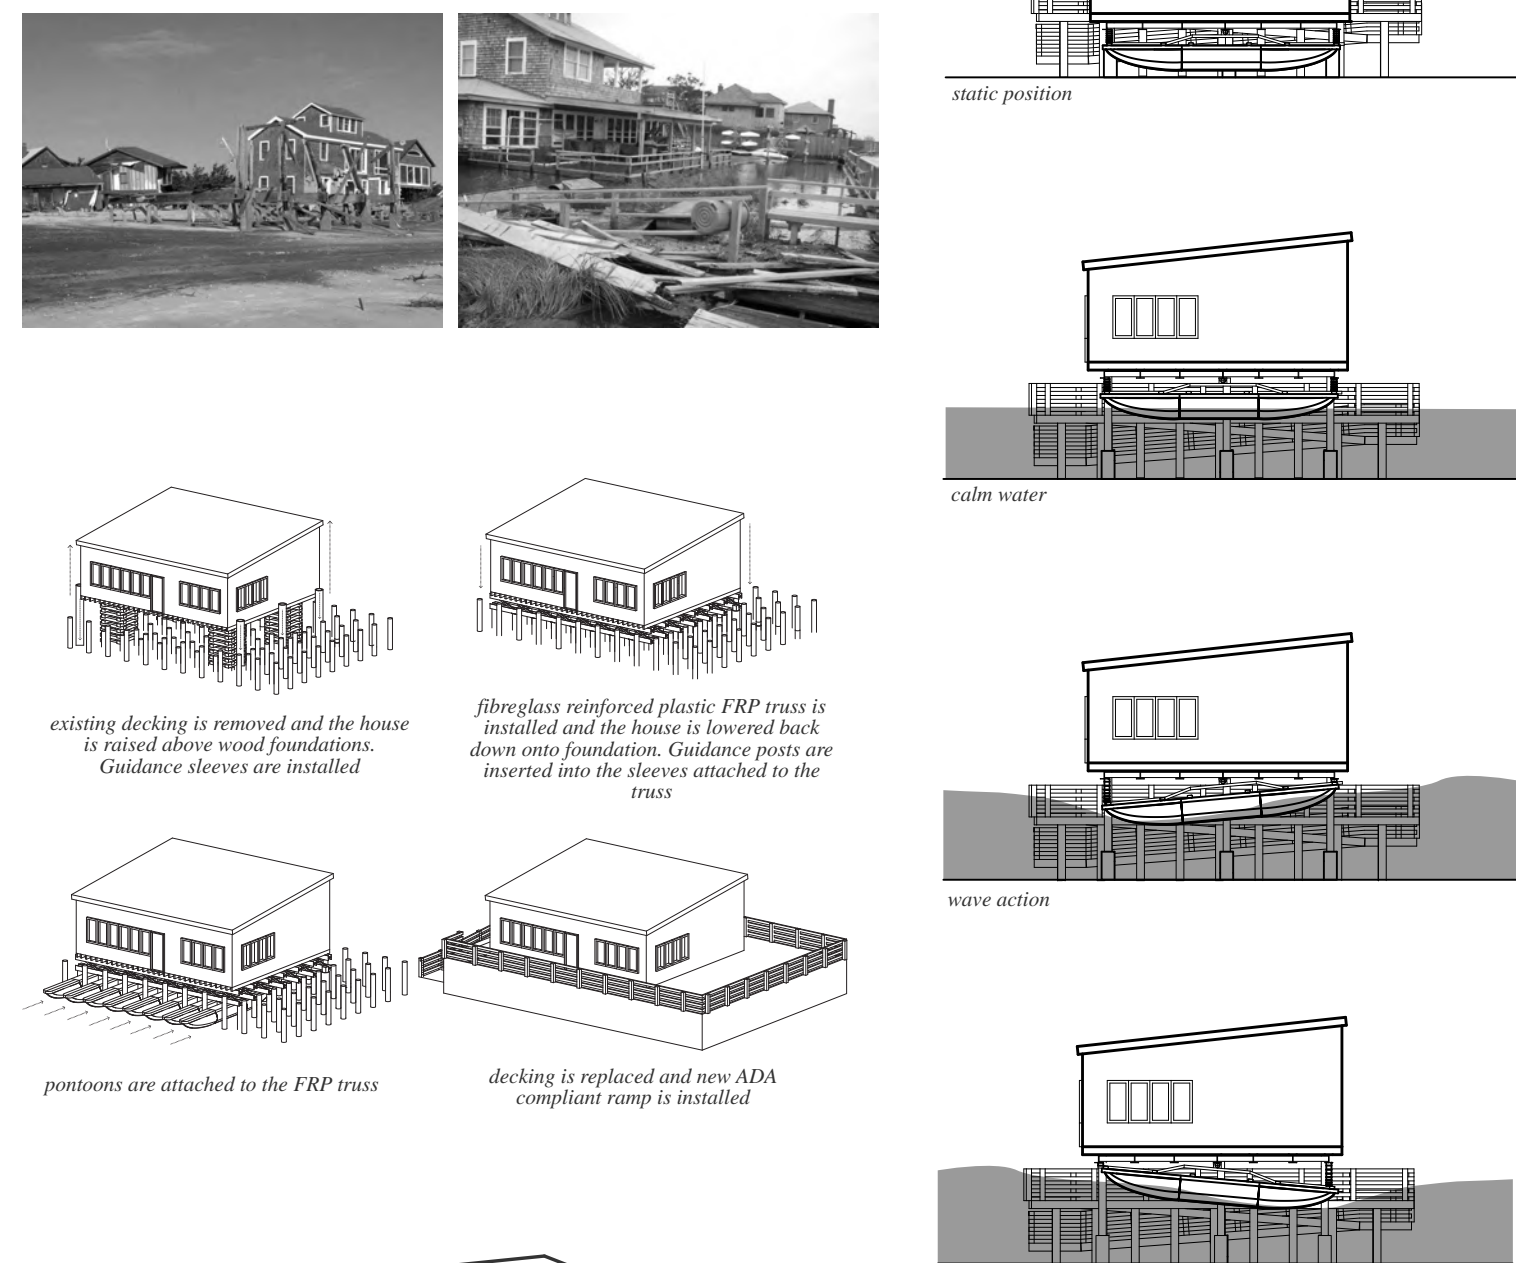 static position
calm water
existing decking is removed and the house
is raised above wood foundations.
Guidance sleeves are installed
fibreglass reinforced plastic FRP truss is
installed and the house is lowered back
down onto foundation. Guidance posts are
inserted into the sleeves attached to the
truss
wave action
pontoons are attached to the FRP truss
decking is replaced and new ADA
compliant ramp is installed